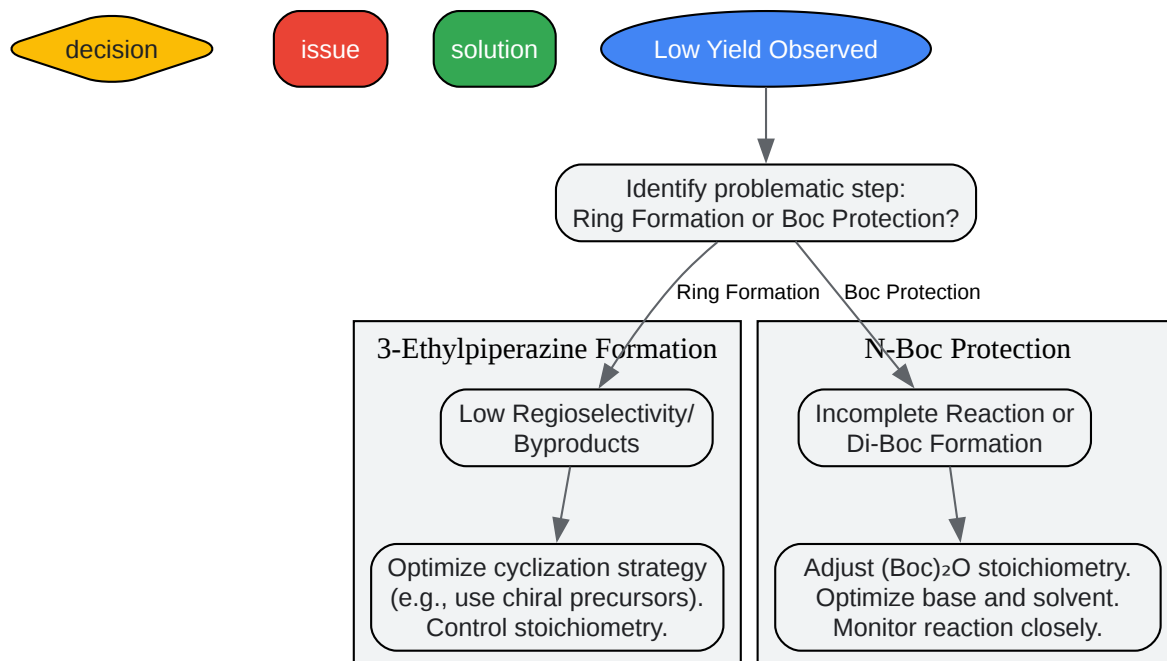 decision
issue
solution
Low Yield Observed
Identify problematic step:
Ring Formation or Boc Protection?
Ring Formation
Boc Protection
3-Ethylpiperazine Formation
N-Boc Protection
Low Regioselectivity/
Byproducts
Incomplete Reaction or
Di-Boc Formation
Optimize cyclization strategy
(e.g., use chiral precursors).
Control stoichiometry.
Adjust (Boc)₂O stoichiometry.
Optimize base and solvent.
Monitor reaction closely.